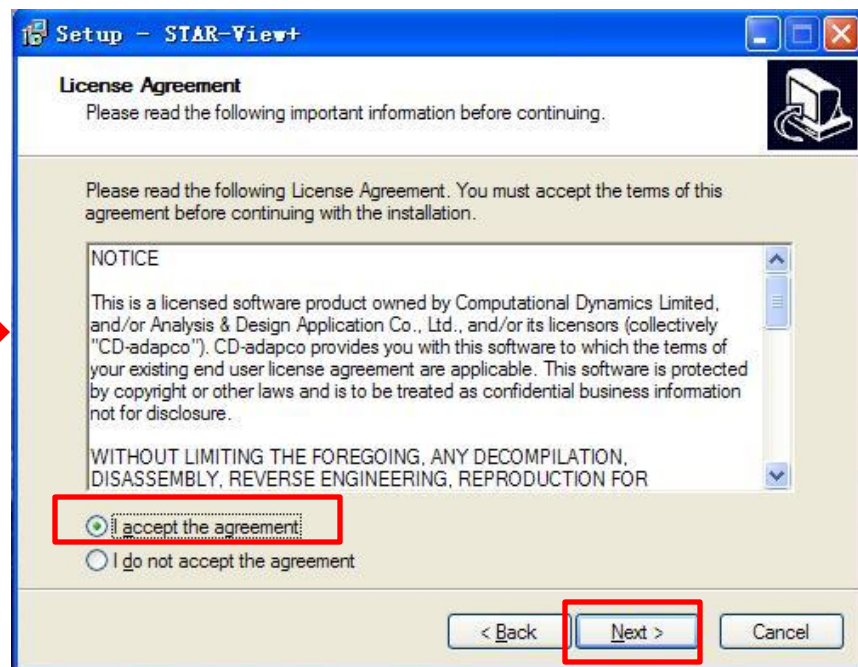 Setup - STAR-View+
License Agreement
Please read the following important information before continuing.
Please read the following License Agreement. You must accept the terms of this
agreement before continuing with the installation.
NOTICE
This is a licensed software product owned by Computational Dynamics Limited,
and/or Analysis & Design Application Co., Ltd., and/or its licensors (collectively
"CD-adapco"). CD-adapco provides you with this software to which the terms of
your existing end user license agreement are applicable. This software is protected
by copyright or other laws and is to be treated as confidential business information
not for disclosure.
WITHOUT LIMITING THE FOREGOING, ANY DECOMPILATION,
DISASSEMBLY, REVERSE ENGINEERING, REPRODUCTION FOR
I accept the agreement
I do not accept the agreement
< Back Next > Cancel